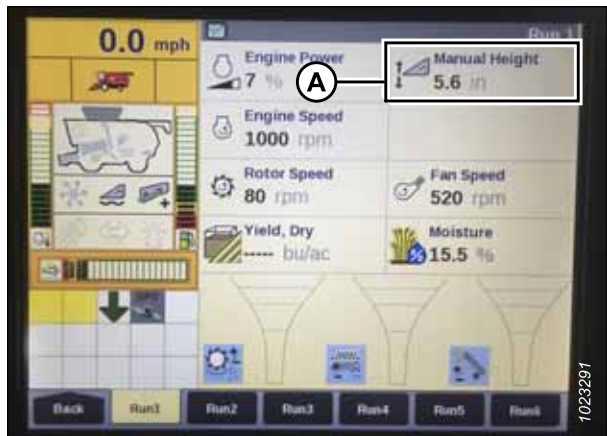 0.0 mph
Run 1
Engine Power
7 %
A
Manual Height
5.6 in
Engine Speed
1000 rpm
Rotor Speed
80 rpm
Fan Speed
520 rpm
Yield, Dry
----- bu/ac
Moisture
15.5 %
Back
Run1
Run2
Run3
Run4
Run5
Run6
1023291